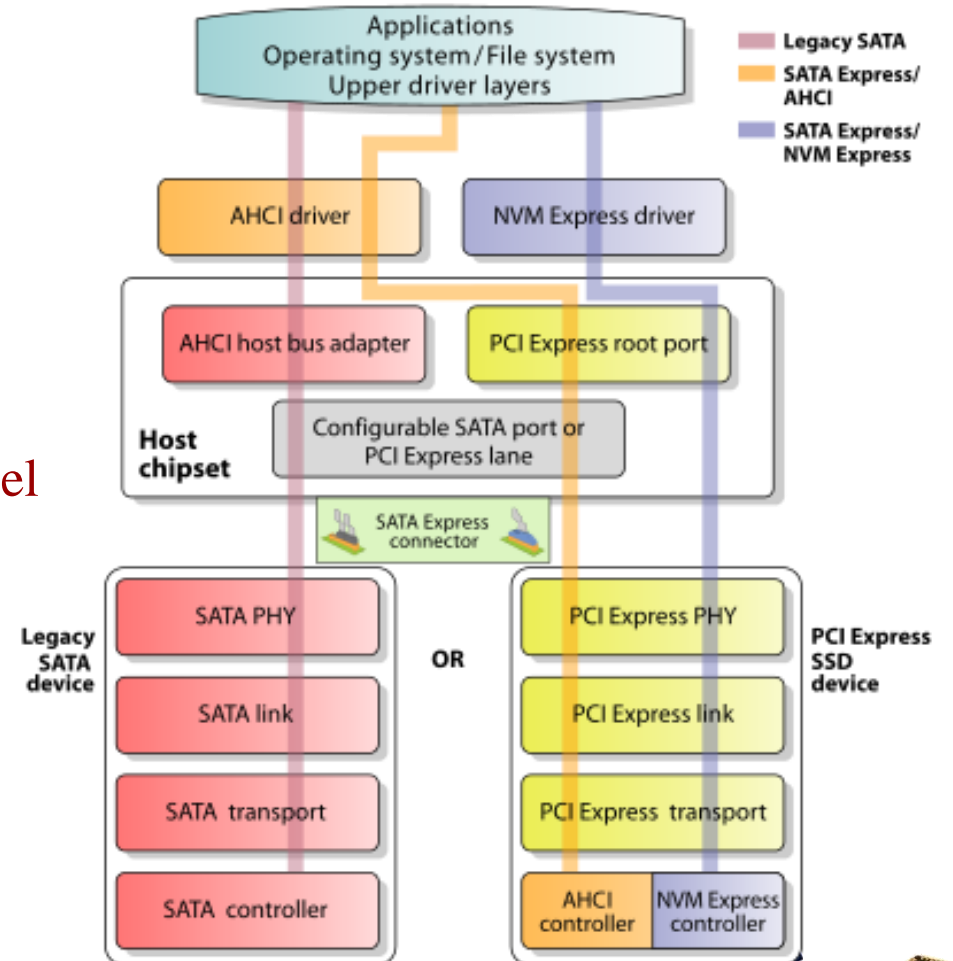 Applications
Operating system/File system
Upper driver layers
Legacy SATA
SATA Express/
AHCI
SATA Express/
NVM Express
AHCI driver
NVM Express driver
AHCI host bus adapter
PCI Express root port
Configurable SATA port or
PCI Express lane
Host
chipset
el
SATA Express
connector
Legacy
SATA
device
SATA PHY
SATA link
SATA transport
SATA controller
OR
PCI Express PHY
PCI Express link
PCI Express transport
AHCI
controller
NVM Express
controller
PCI Express
SSD
device